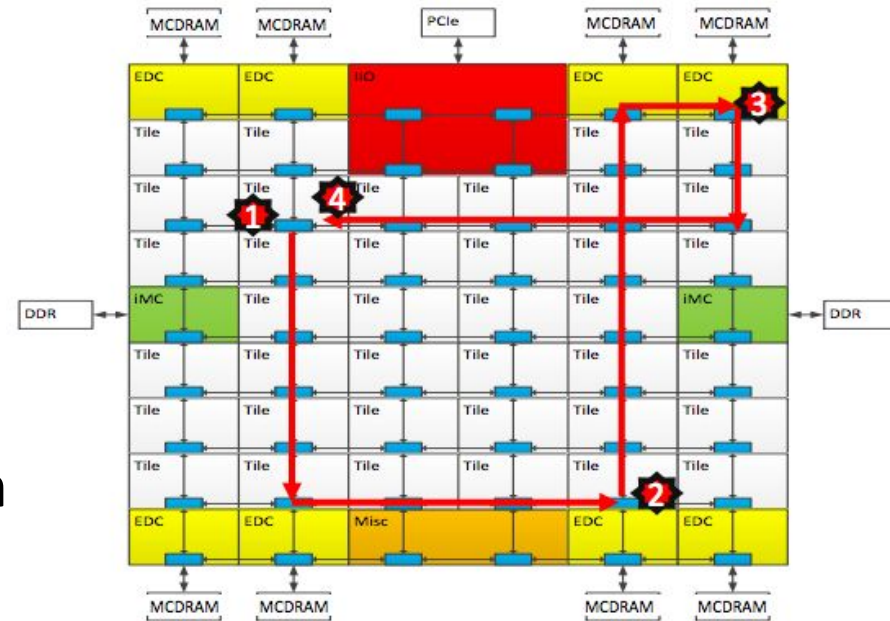 MCDRAM MCDRAM PCIe MCDRAM MCDRAM
EDC EDC IIO EDC EDC
3
Tile Tile Tile Tile
Tile Tile Tile Tile Tile Tile
1 4
Tile Tile Tile Tile Tile Tile
iMC Tile Tile Tile Tile iMC
DDR DDR
Tile Tile Tile Tile Tile Tile
Tile Tile Tile Tile Tile Tile
Tile Tile Tile Tile Tile Tile
n 2
EDC EDC Misc EDC EDC
MCDRAM MCDRAM MCDRAM MCDRAM